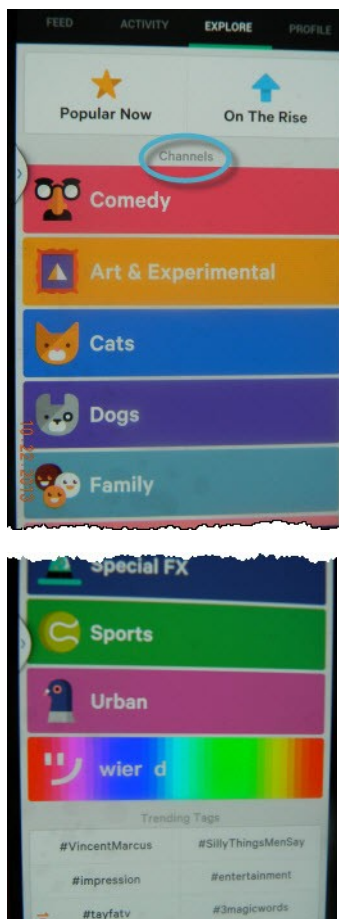 FEED ACTIVITY EXPLORE PROFILE
Popular Now On The Rise
Channels
Comedy
Art & Experimental
Cats
Dogs
Family
Special FX
Sports
Urban
wier d
Trending Tags
#VincentMarcus #SillyThingsMenSay
#impression #entertainment
#tayfatv #3magicwords